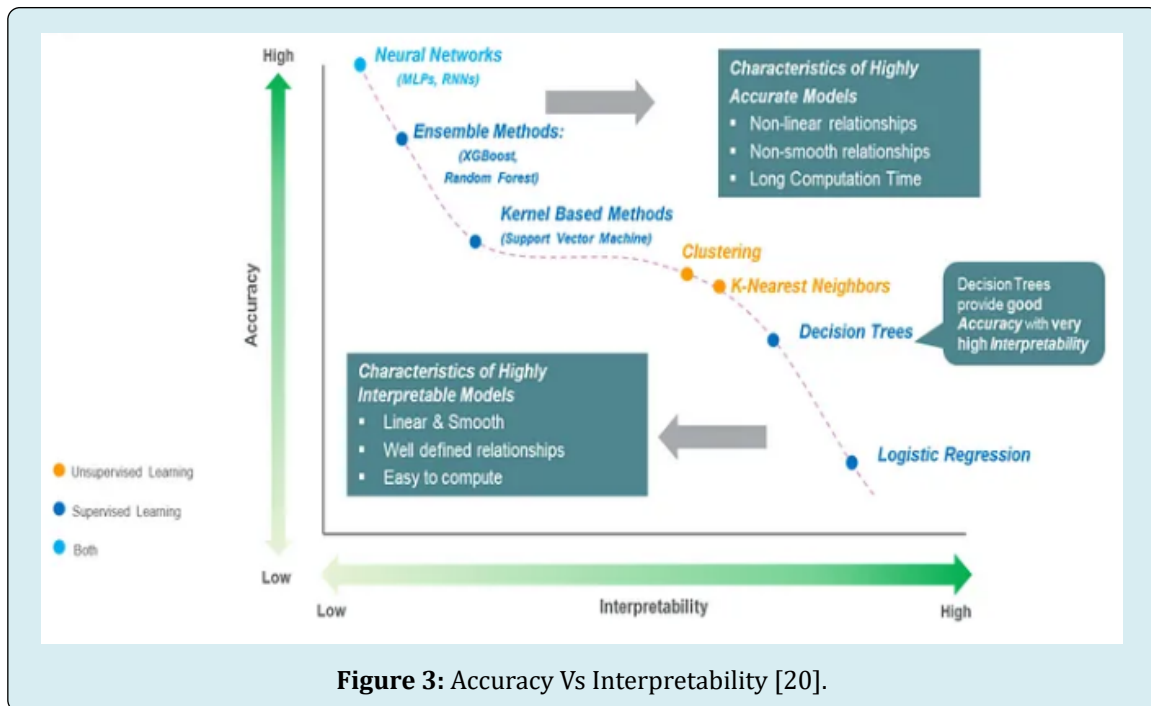 High
Neural Networks
(MLPs, RNNs)
Ensemble Methods:
(XGBoost,
Random Forest)
Kernel Based Methods
(Support Vector Machine)
Characteristics of Highly
Accurate Models
▪ Non-linear relationships
▪ Non-smooth relationships
▪ Long Computation Time
Clustering
K-Nearest Neighbors
Decision Trees
Decision Trees
provide good
Accuracy with very
high Interpretability
Accuracy
Characteristics of Highly
Interpretable Models
▪ Linear & Smooth
▪ Well defined relationships
▪ Easy to compute
Logistic Regression
Unsupervised Learning
Supervised Learning
Both
Low
Low
Interpretability
High
Figure 3: Accuracy Vs Interpretability [20].